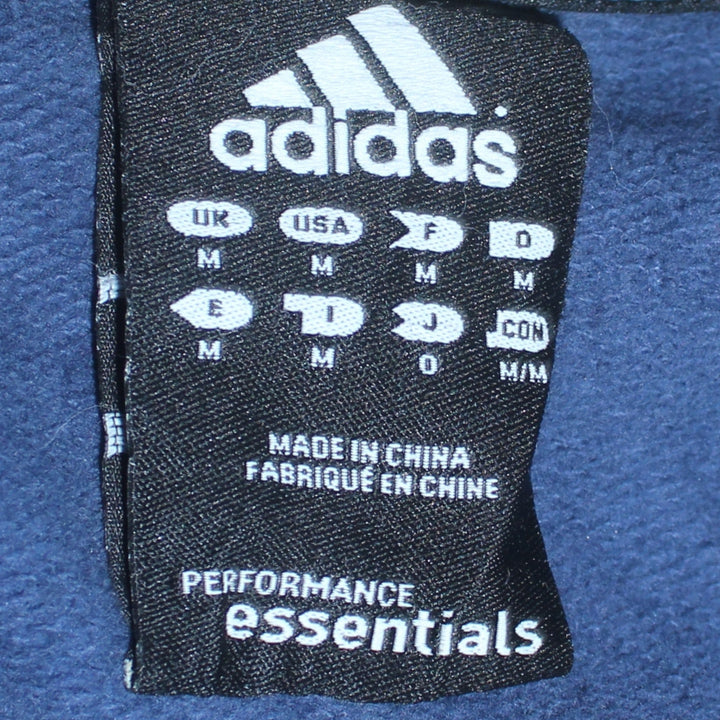 adidas
UK USA F D
M M M M
E I J CON
M M O M/M
MADE IN CHINA
FABRIQUÉ EN CHINE
PERFORMANCE
essentials